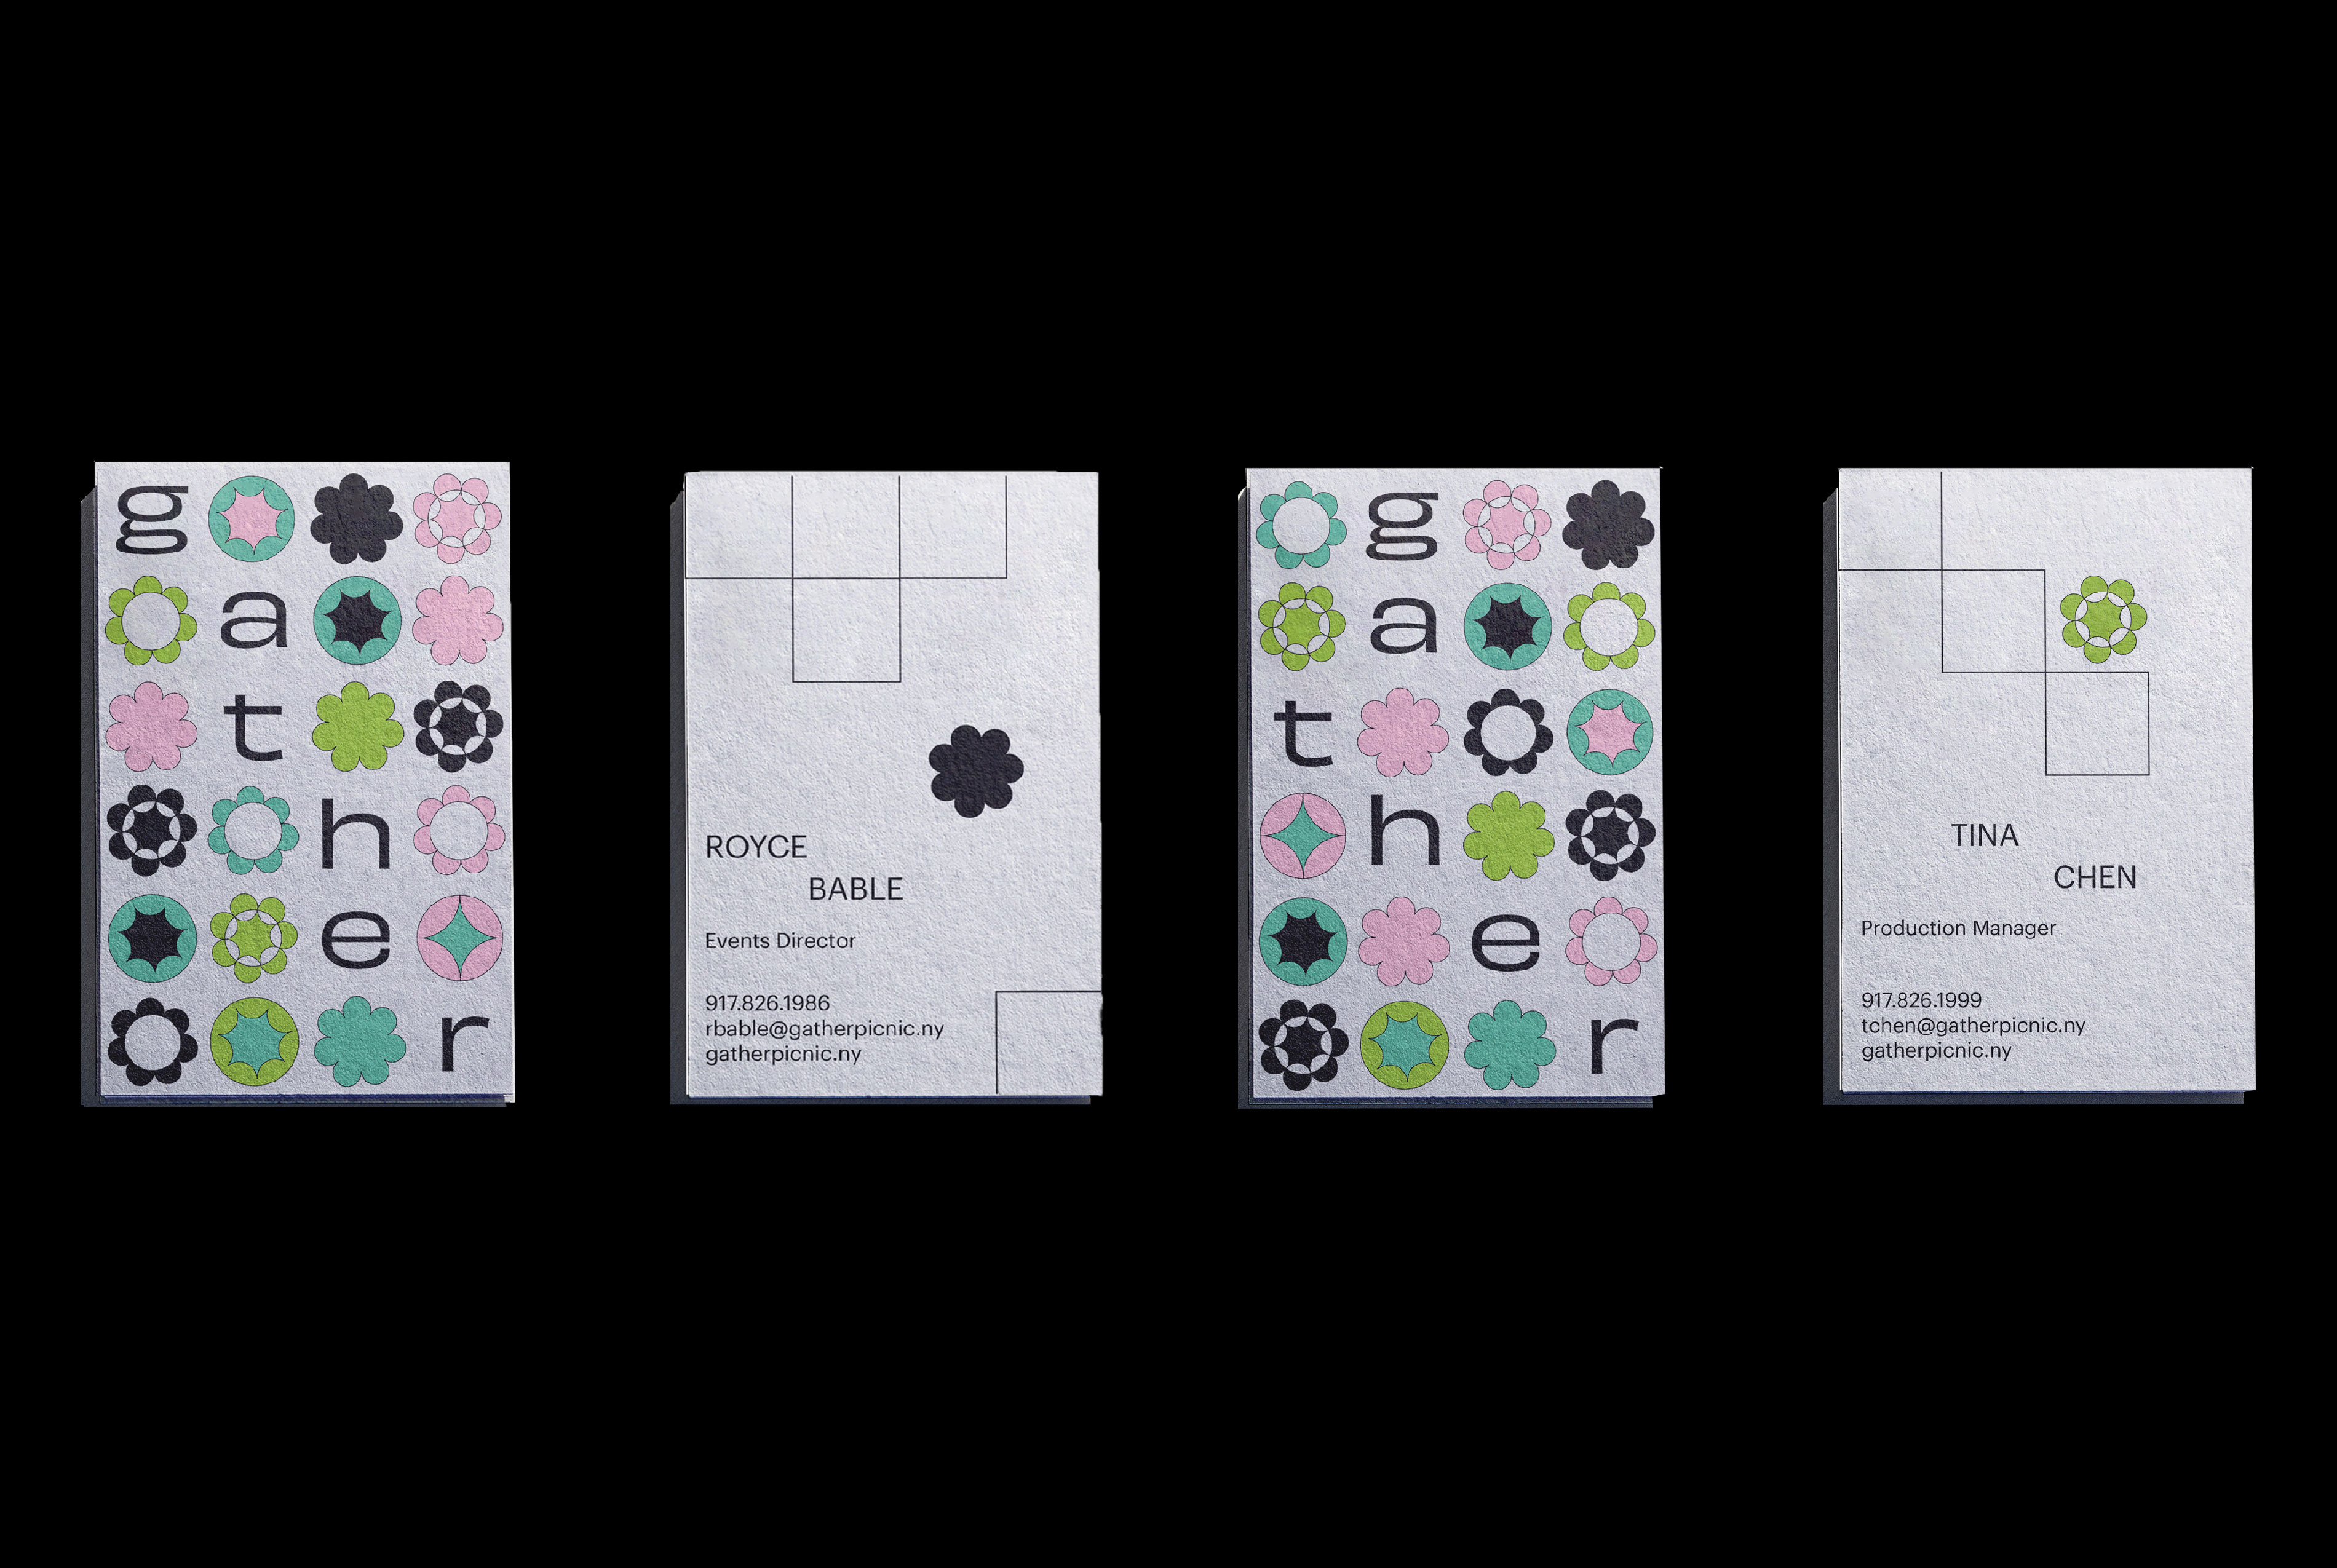 g
a
t
h
e
r
ROYCE
BABLE
Events Director
917.826.1986
rbable@gatherpicnic.ny
gatherpicnic.ny
g
a
t
h
e
r
TINA
CHEN
Production Manager
917.826.1999
tchen@gatherpicnic.ny
gatherpicnic.ny